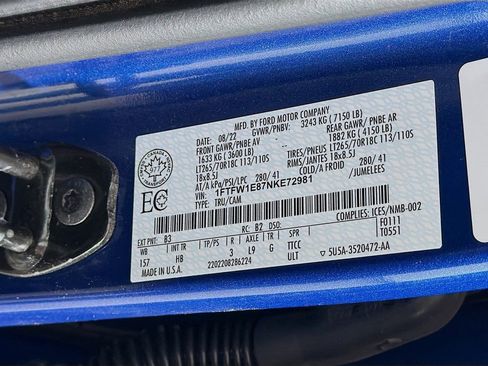 MFD. BY FORD MOTOR COMPANY
DATE: 08/22 GVWR/PNBV: 3243 KG ( 7150 LB)
FRONT GAWR/ PNBE AV REAR GAWR/ PNBE AR
1633 KG ( 3600 LB) 1882 KG ( 4150 LB)
LT265/70R18C 113/110S TIRES/PNEUS LT265/70R18C 113/110S
18x8.5J RIMS/JANTES 18x8.5J
AT/A kPa/PSI/LPC 280/ 41 COLD/A FROID 280/ 41
VIN: 1FTFW1E87NKE72981 / JUMELEES
TYPE: TRU/CAM
COMPLIES: ICES/NMB-002
EXT PNT: B3 RC: B2 DSO: F0111
WB INT TR TP/PS R AXLE TR SPR T0551
157 HB 3 L9 G TTCC
MADE IN U.S.A. 2202208286224 ULT 5U5A-3520472-AA